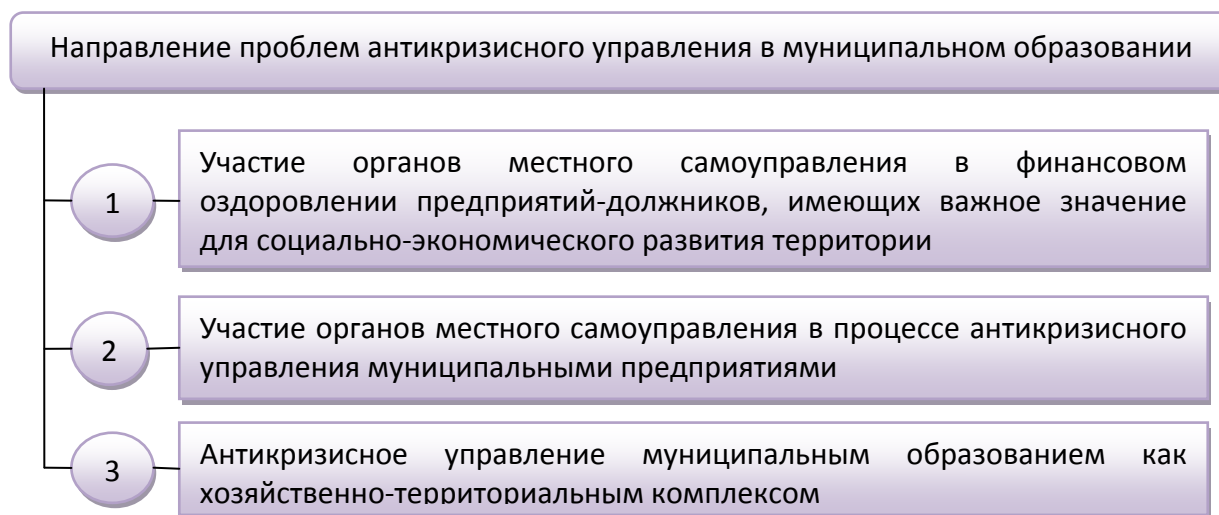 Направление проблем антикризисного управления в муниципальном образовании
1
Участие органов местного самоуправления в финансовом
оздоровлении предприятий-должников, имеющих важное значение
для социально-экономического развития территории
2
Участие органов местного самоуправления в процессе антикризисного
управления муниципальными предприятиями
3
Антикризисное управление муниципальным образованием как
хозяйственно-территориальным комплексом